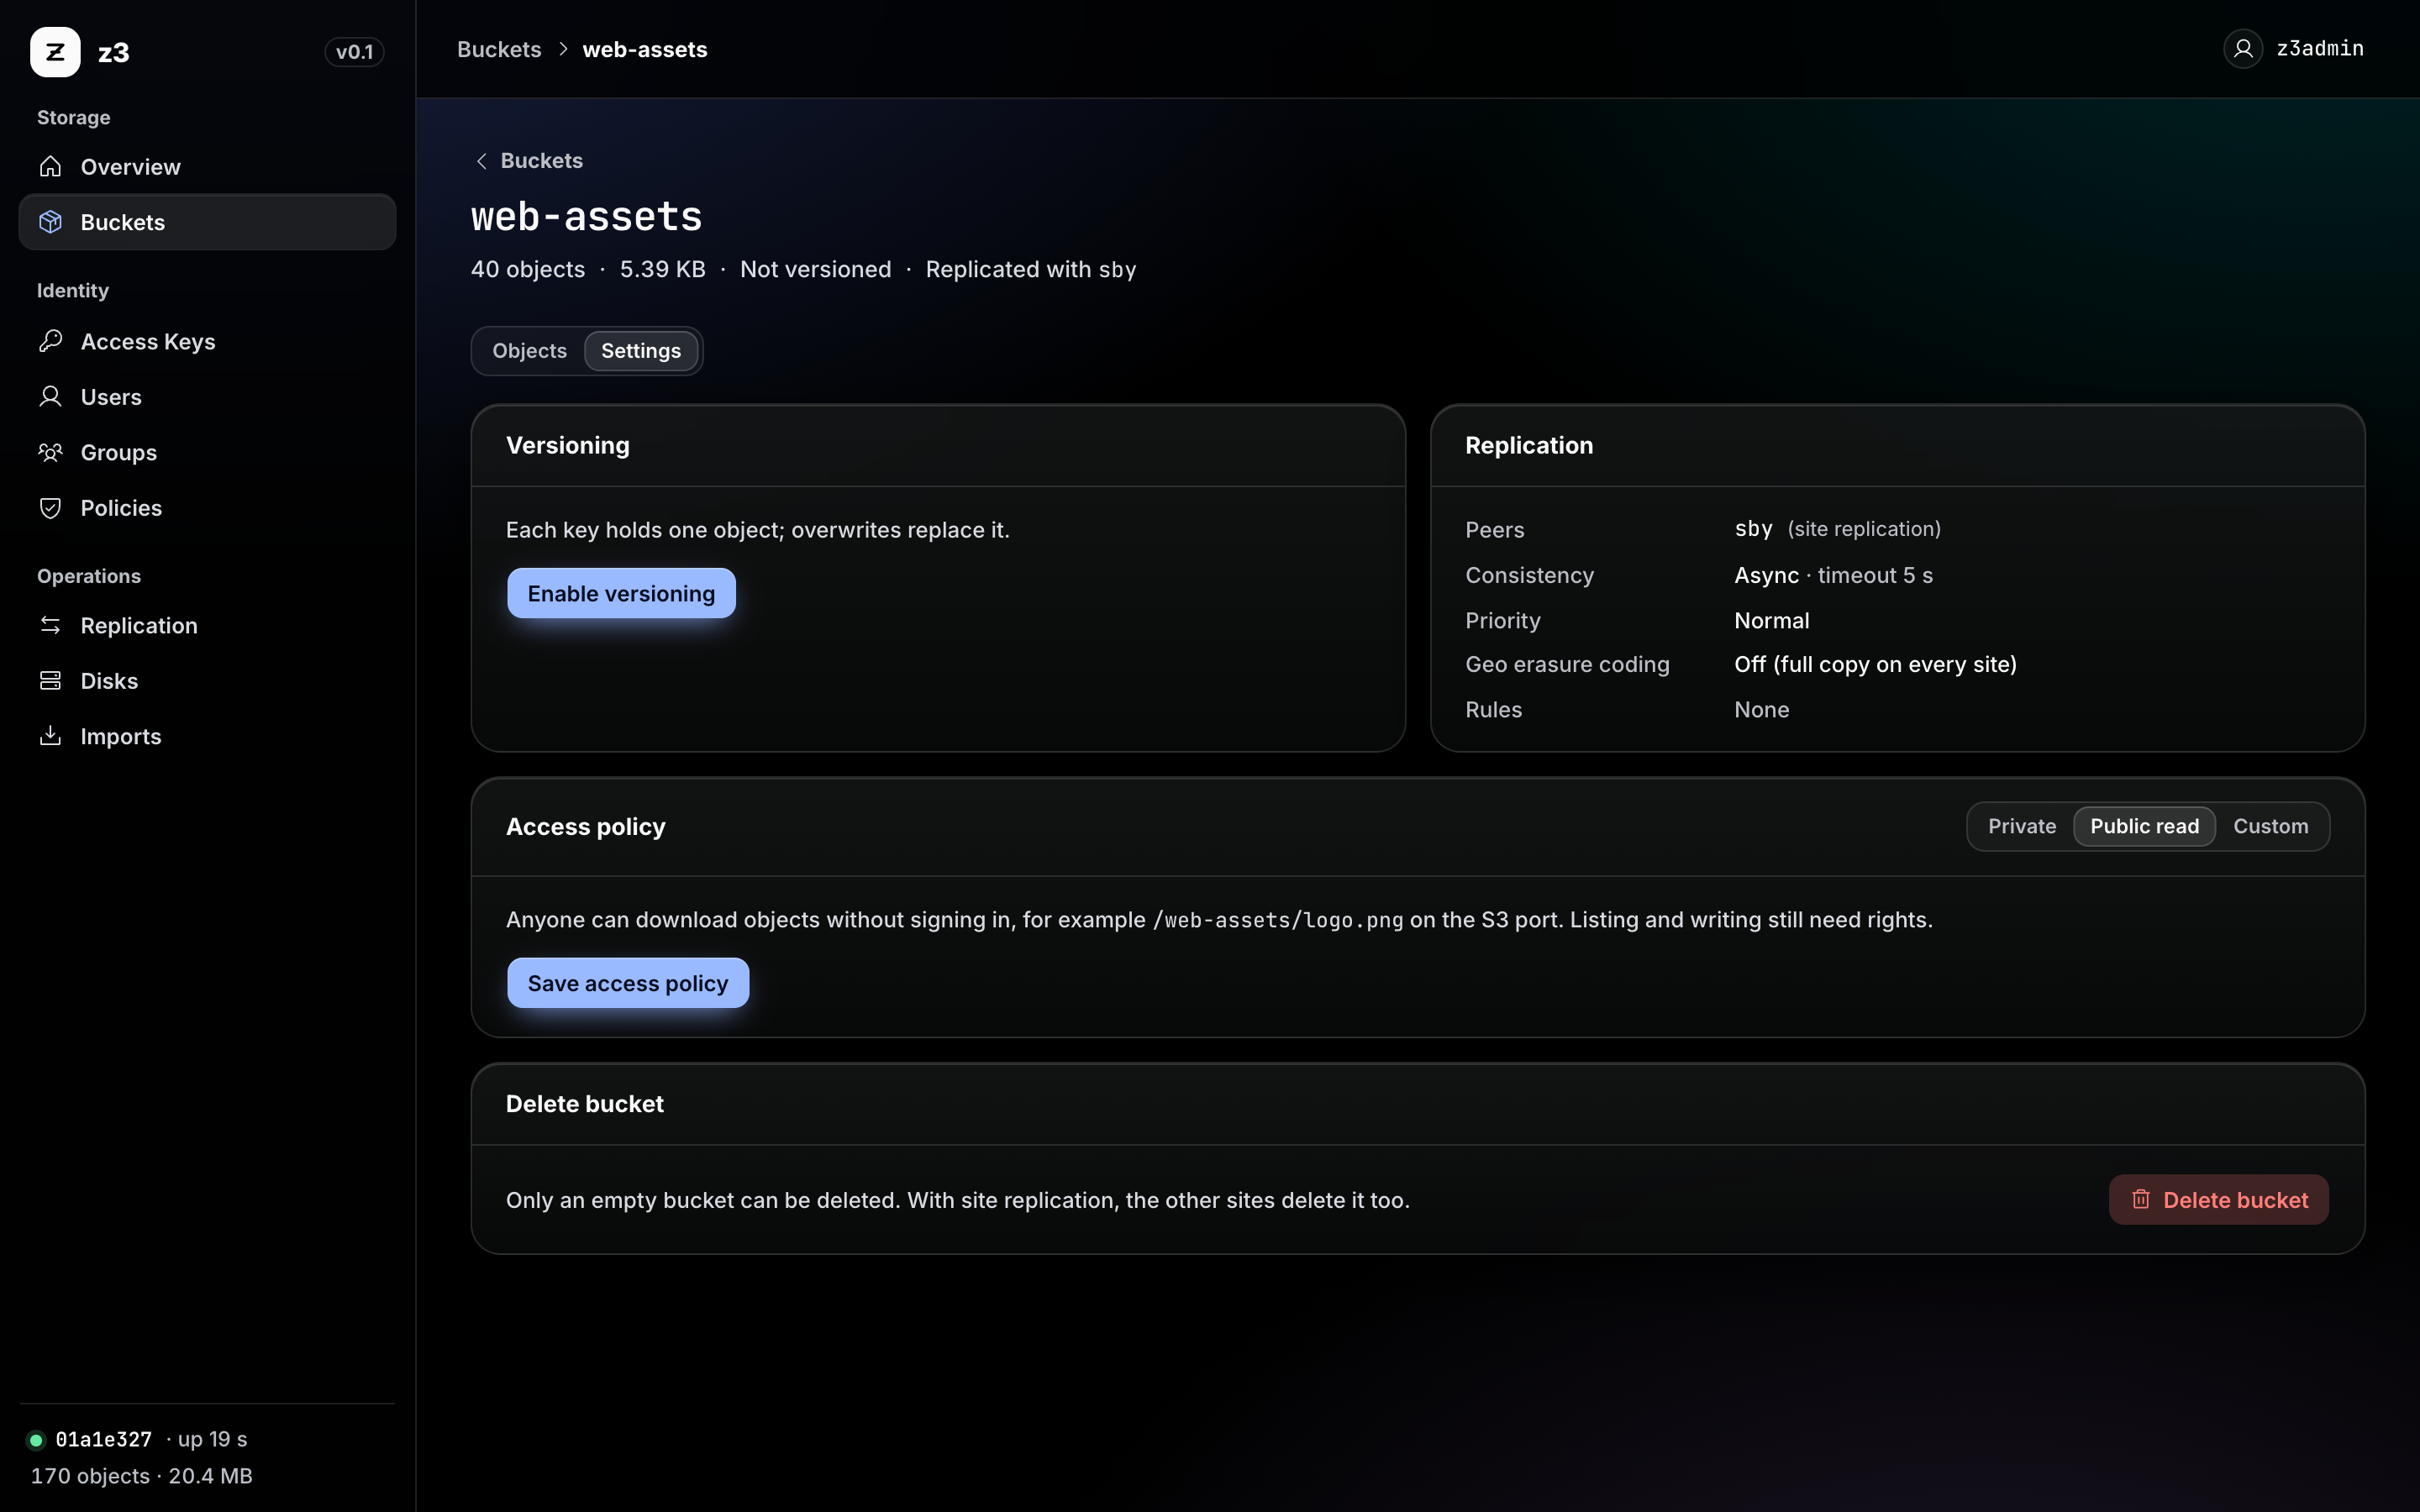 z3
v0.1
Storage
Overview
Buckets
Identity
Access Keys
Users
Groups
Policies
Operations
Replication
Disks
Imports
01a1e327 · up 19 s
170 objects · 20.4 MB
Buckets > web-assets
z3admin
Buckets
web-assets
40 objects · 5.39 KB · Not versioned · Replicated with sby
Objects Settings
Versioning
Each key holds one object; overwrites replace it.
Enable versioning
Replication
Peers sby (site replication)
Consistency Async · timeout 5 s
Priority Normal
Geo erasure coding Off (full copy on every site)
Rules None
Access policy
Private Public read Custom
Anyone can download objects without signing in, for example /web-assets/logo.png on the S3 port. Listing and writing still need rights.
Save access policy
Delete bucket
Only an empty bucket can be deleted. With site replication, the other sites delete it too.
Delete bucket